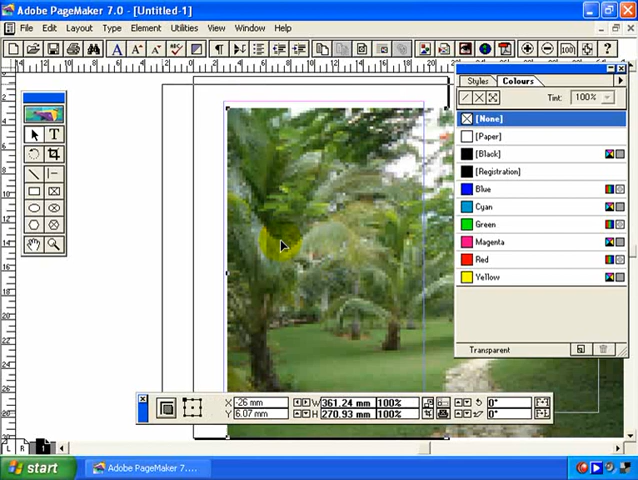 Adobe PageMaker 7.0 - [Untitled-1]
File Edit Layout Type Element Utilities View Window Help
Styles Colours
Tint: 100%
[None]
[Paper]
[Black]
[Registration]
Blue
Cyan
Green
Magenta
Red
Yellow
Transparent
X -26 mm W 361.24 mm 100% 0°
Y 6.07 mm H 270.93 mm 100% 0°
L R 1
start Adobe PageMaker 7....